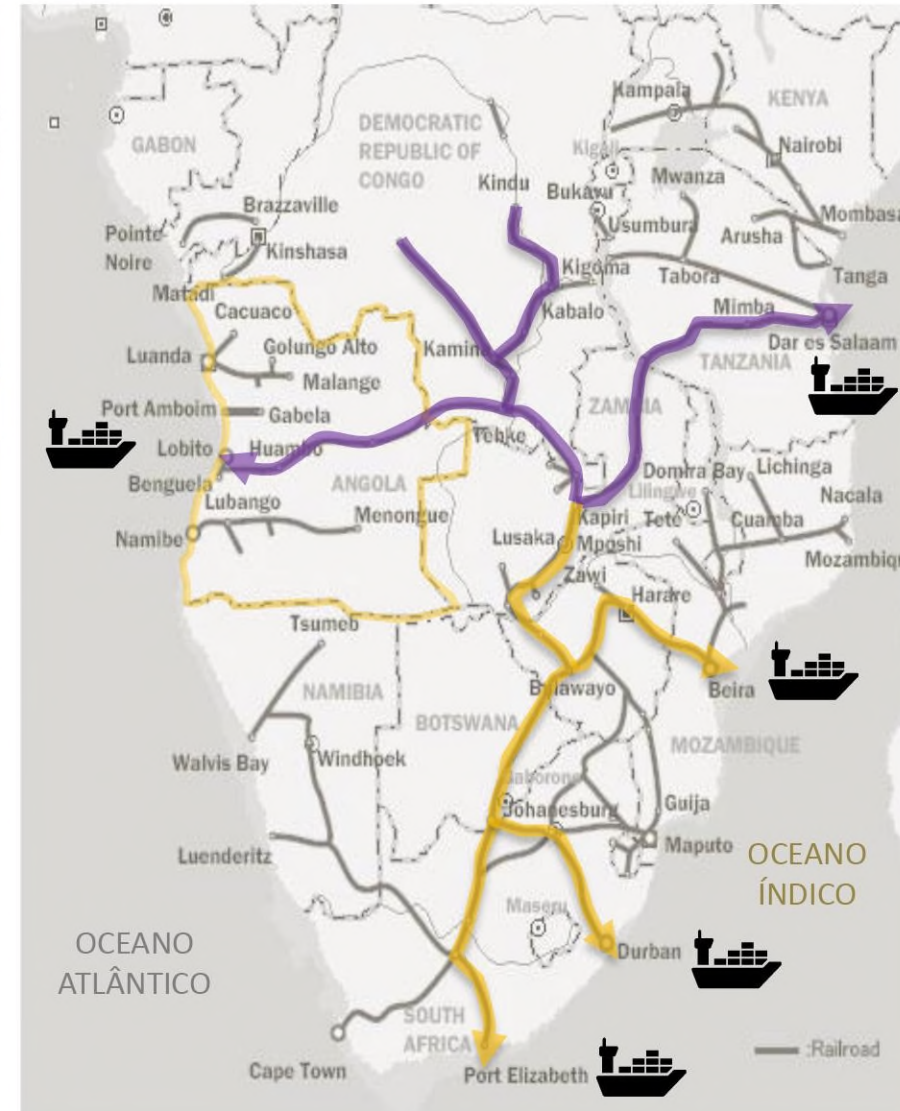 Kampala
KENYA
DEMOCRATIC
REPUBLIC OF
CONGO
GABON
Nairobi
Kigali
Mwanza
Kindu
Bukavu
Brazzaville
Mombasa
Usumbura
Arusha
Pointe
Noire
Kinshasa
Kigoma
Tabora
Tanga
Matadi
Cacuaco
Kabalo
Mimba
Dar es Salaam
Luanda
Golungo Alto
Kamina
TANZANIA
Malange
Port Amboim
Gabela
ZAMBIA
Lobito
Huambo
Benguela
ANGOLA
Domira Bay
Lichinga
Lubango
Lilingwe
Nacala
Menongue
Kapiri
Mposhi
Tete
Cuamba
Namibe
Lusaka
Mozambiqu
Zawi
Harare
Tsumeb
NAMIBIA
Bulawayo
Beira
BOTSWANA
MOZAMBIQUE
Walvis Bay
Windhoek
Gaborone
Johanesburg
Guija
Luenderitz
Maputo
OCEANO
ÍNDICO
Maseru
OCEANO
ATLÂNTICO
Durban
SOUTH
AFRICA
Cape Town
Port Elizabeth
:Railroad